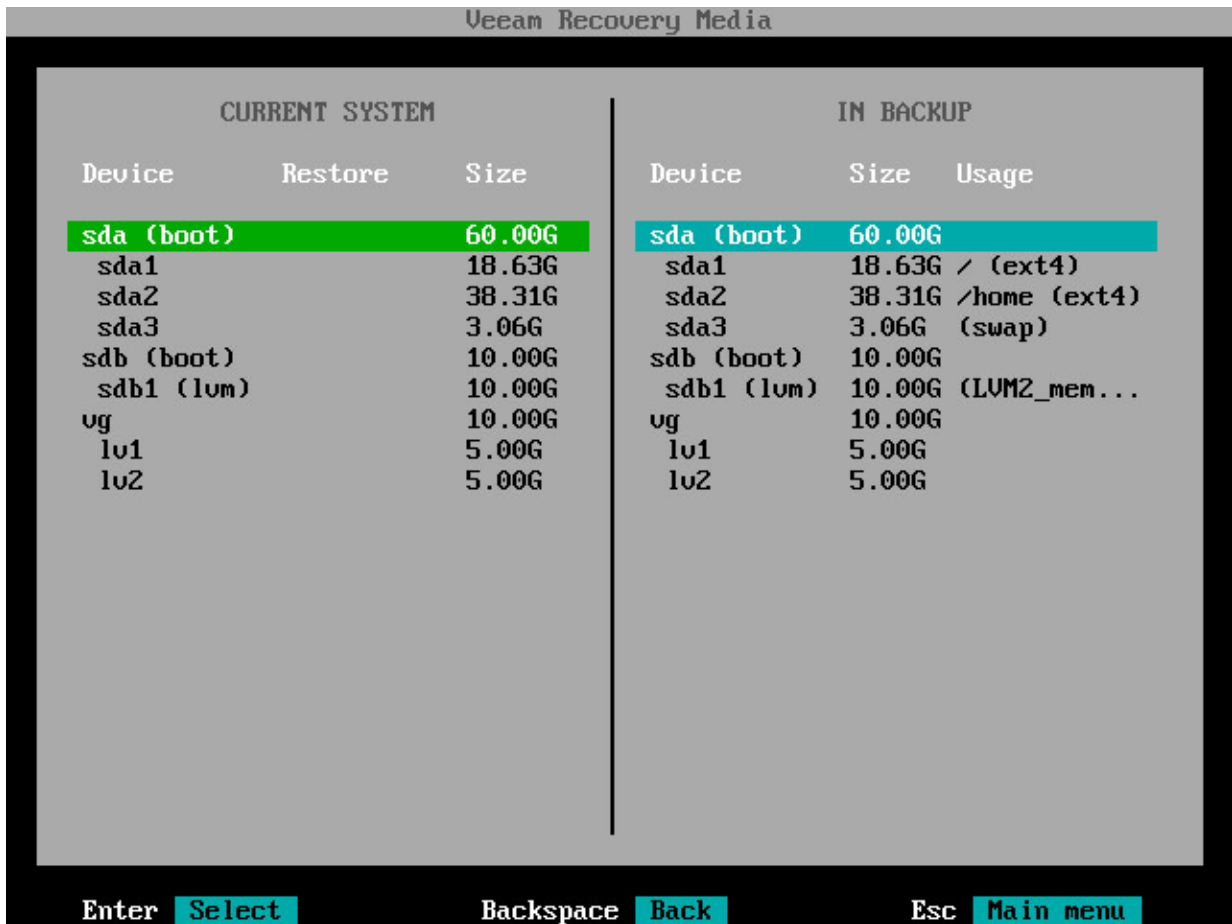 Veeam Recovery Media
CURRENT SYSTEM
Device Restore Size
sda (boot) 60.00G
sda1 18.63G
sda2 38.31G
sda3 3.06G
sdb (boot) 10.00G
sdb1 (lvm) 10.00G
vg 10.00G
lv1 5.00G
lv2 5.00G
IN BACKUP
Device Size Usage
sda (boot) 60.00G
sda1 18.63G / (ext4)
sda2 38.31G /home (ext4)
sda3 3.06G (swap)
sdb (boot) 10.00G
sdb1 (lvm) 10.00G (LVM2_mem...
vg 10.00G
lv1 5.00G
lv2 5.00G
Enter Select Backspace Back Esc Main menu